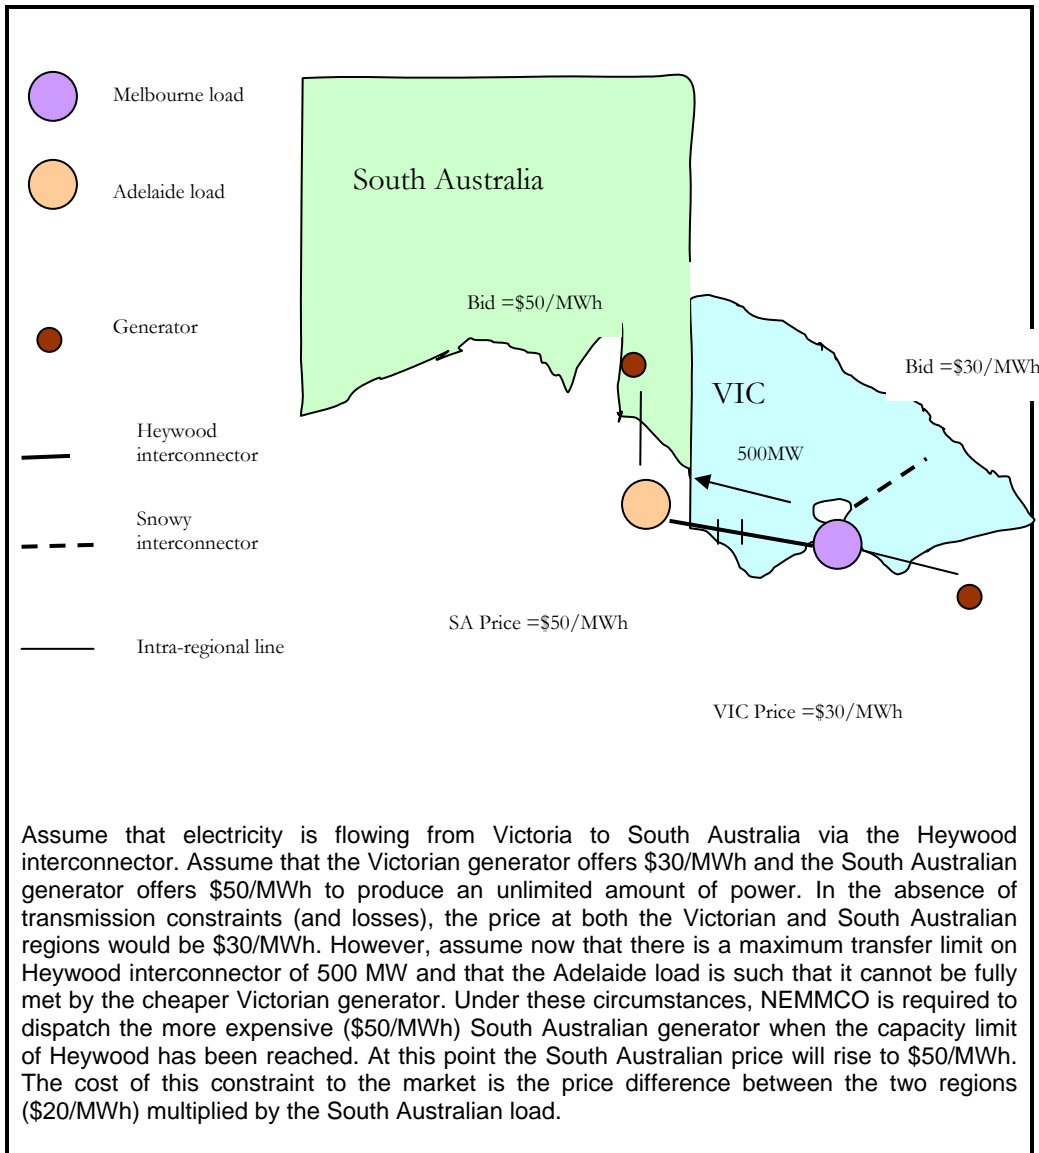 Melbourne load
South Australia
Adelaide load
Bid =$50/MWh
Generator
Bid =$30/MWh
VIC
Heywood
interconnector
500MW
Snowy
interconnector
SA Price =$50/MWh
Intra-regional line
VIC Price =$30/MWh
Assume that electricity is flowing from Victoria to South Australia via the Heywood
interconnector. Assume that the Victorian generator offers $30/MWh and the South Australian
generator offers $50/MWh to produce an unlimited amount of power. In the absence of
transmission constraints (and losses), the price at both the Victorian and South Australian
regions would be $30/MWh. However, assume now that there is a maximum transfer limit on
Heywood interconnector of 500 MW and that the Adelaide load is such that it cannot be fully
met by the cheaper Victorian generator. Under these circumstances, NEMMCO is required to
dispatch the more expensive ($50/MWh) South Australian generator when the capacity limit
of Heywood has been reached. At this point the South Australian price will rise to $50/MWh.
The cost of this constraint to the market is the price difference between the two regions
($20/MWh) multiplied by the South Australian load.